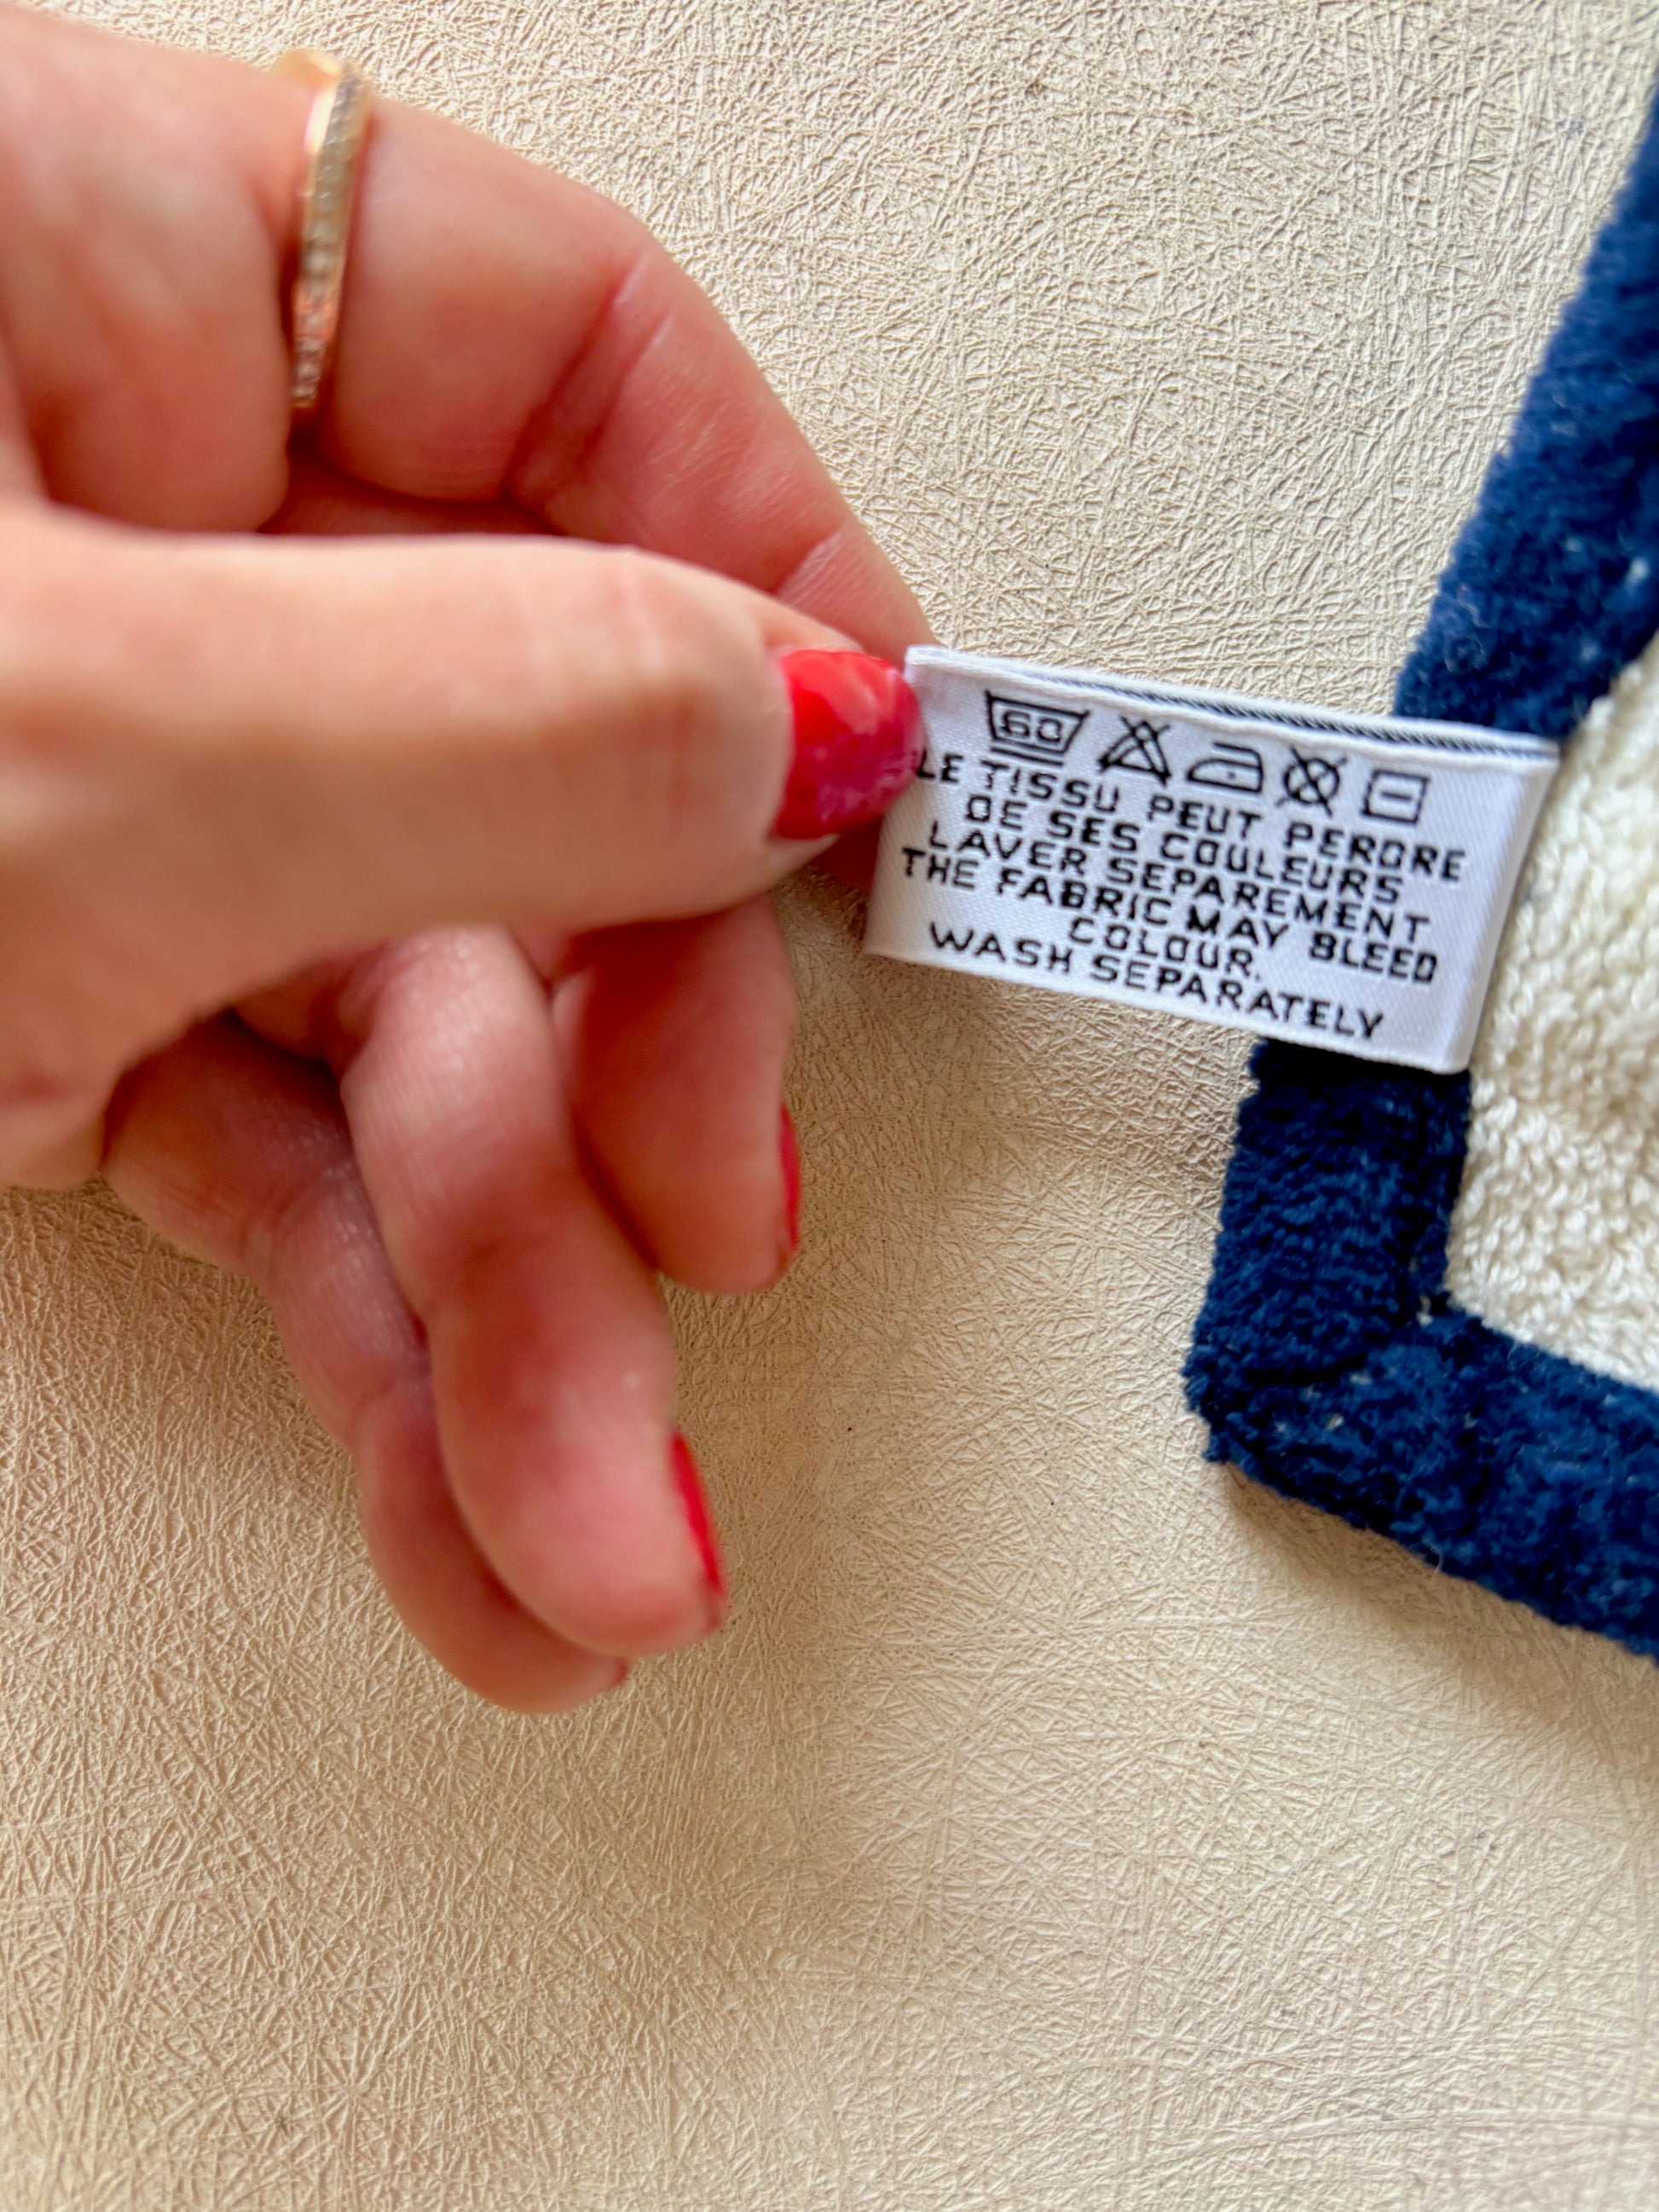 60
LE TISSU PEUT PERDRE
DE SES COULEURS
LAVER SEPAREMENT
THE FABRIC MAY BLEED
COLOUR.
WASH SEPARATELY